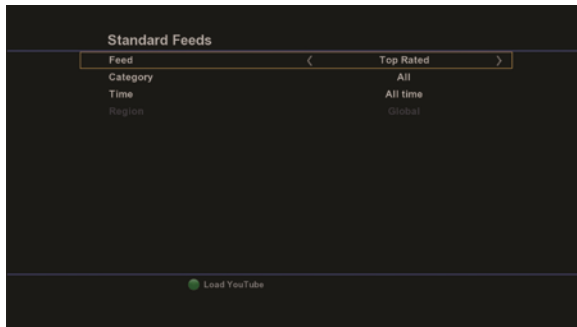 Standard Feeds
Feed Top Rated
Category All
Time All time
Region Global
Load YouTube